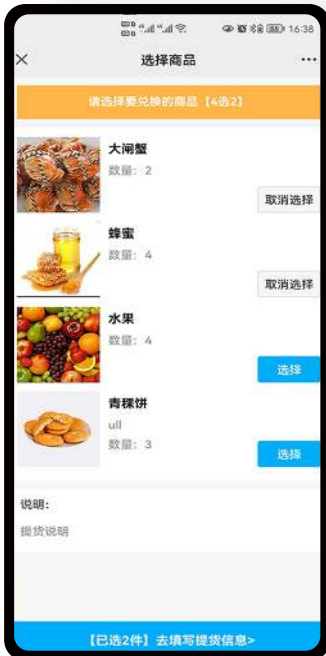 16:38
选择商品
请选择要兑换的商品【4选2】
大闸蟹
数量：2
取消选择
蜂蜜
数量：4
取消选择
水果
数量：4
选择
青稞饼
ull
数量：3
选择
说明：
提货说明
【已选2件】去填写提货信息>